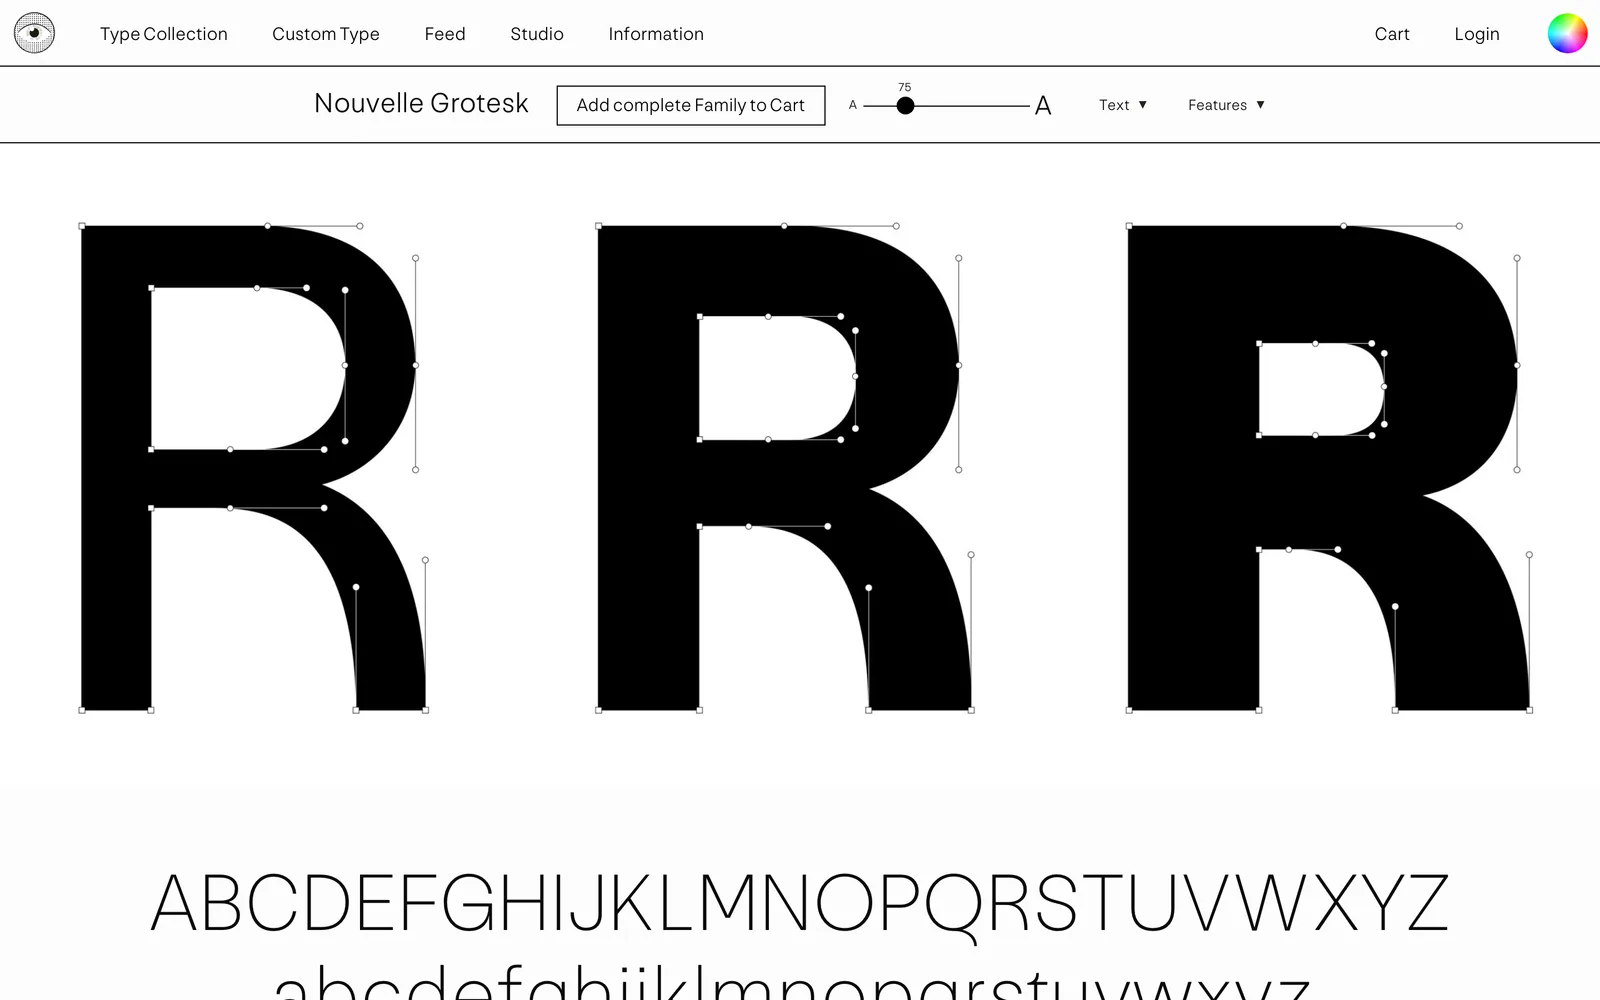 Type Collection Custom Type Feed Studio Information Cart Login
Nouvelle Grotesk Add complete Family to Cart A 75 A Text ▼ Features ▼
R R R
ABCDEFGHIJKLMNOPQRSTUVWXYZ
abcdefghijklmnopqrstuvwxyz